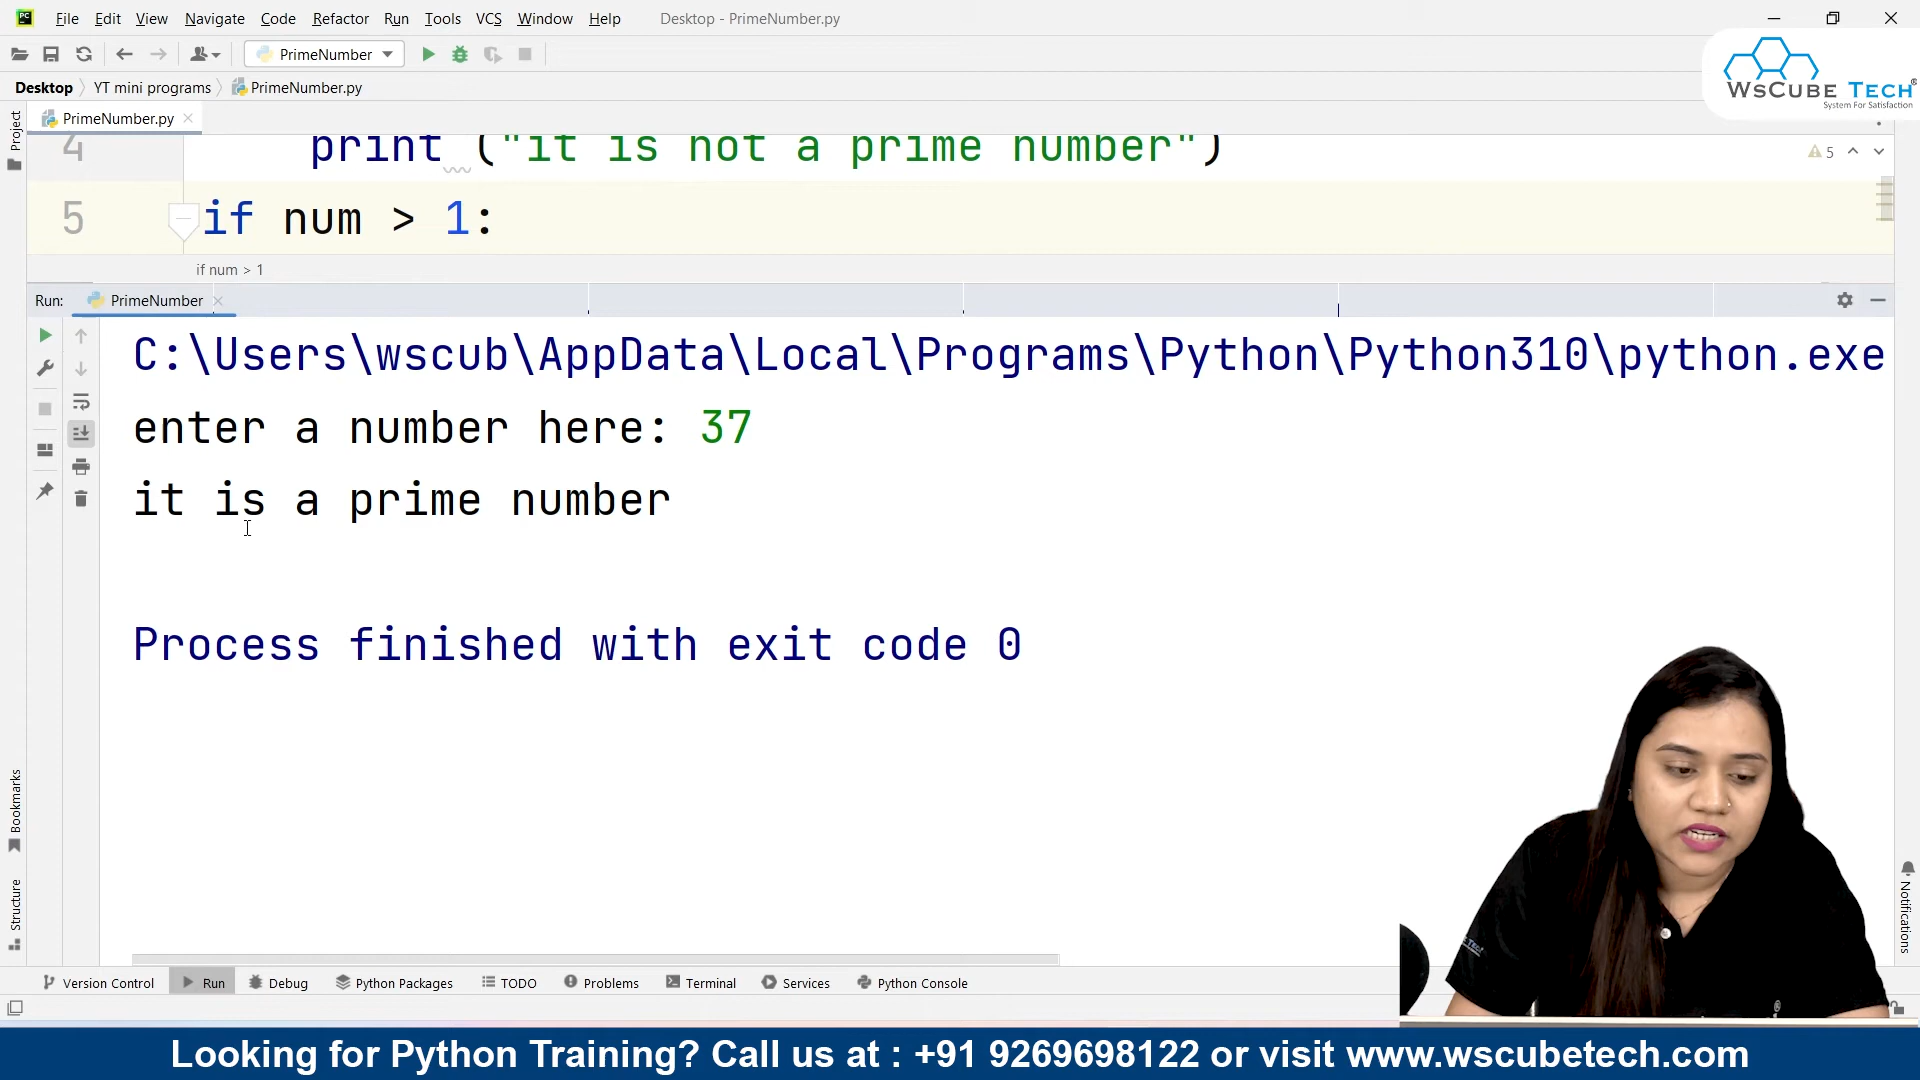 File Edit View Navigate Code Refactor Run Tools VCS Window Help Desktop - PrimeNumber.py
PrimeNumber
WsCube Tech®
System For Satisfaction
Desktop YT mini programs PrimeNumber.py
Project
PrimeNumber.py
4 print ("it is not a prime number")
5
5 if num > 1:
if num > 1
Run: PrimeNumber
C:\Users\wscub\AppData\Local\Programs\Python\Python310\python.exe
enter a number here: 37
it is a prime number
Process finished with exit code 0
Bookmarks
Structure
Notifications
Version Control Run Debug Python Packages TODO Problems Terminal Services Python Console
Looking for Python Training? Call us at : +91 9269698122 or visit www.wscubetech.com